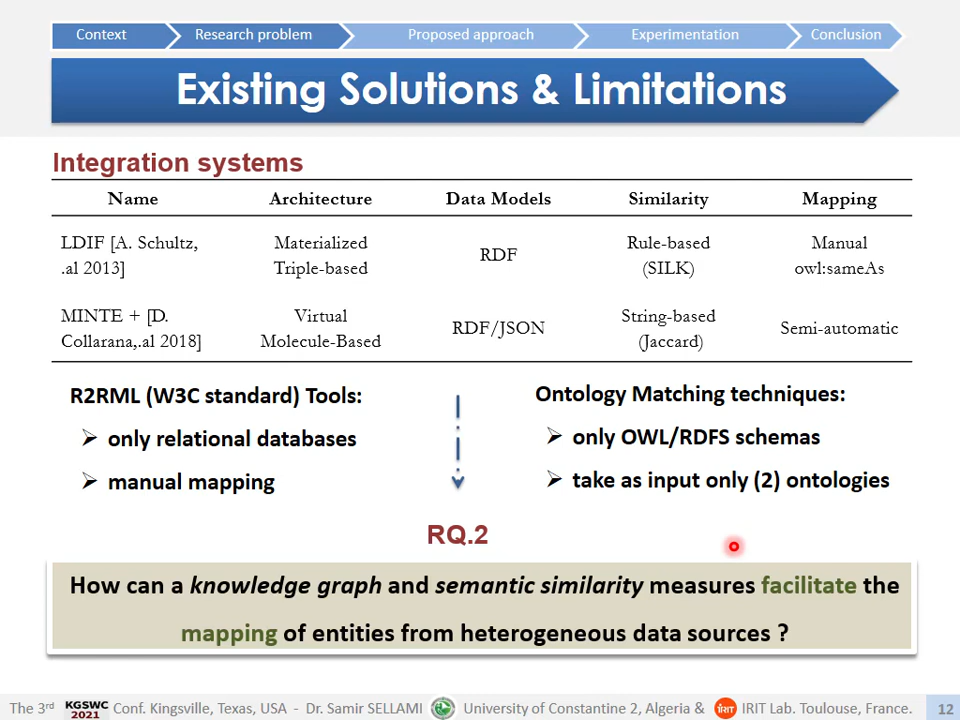 Context Research problem Proposed approach Experimentation Conclusion
Existing Solutions & Limitations
Integration systems
Name Architecture Data Models Similarity Mapping
LDIF [A. Schultz, .al 2013] Materialized Triple-based RDF Rule-based (SILK) Manual owl:sameAs
MINTE + [D. Collarana,.al 2018] Virtual Molecule-Based RDF/JSON String-based (Jaccard) Semi-automatic
R2RML (W3C standard) Tools:
➢ only relational databases
➢ manual mapping
Ontology Matching techniques:
➢ only OWL/RDFS schemas
➢ take as input only (2) ontologies
RQ.2
How can a knowledge graph and semantic similarity measures facilitate the
mapping of entities from heterogeneous data sources ?
The 3rd KGSWC 2021 Conf. Kingsville, Texas, USA - Dr. Samir SELLAMI University of Constantine 2, Algeria & IRIT IRIT Lab. Toulouse, France. 12